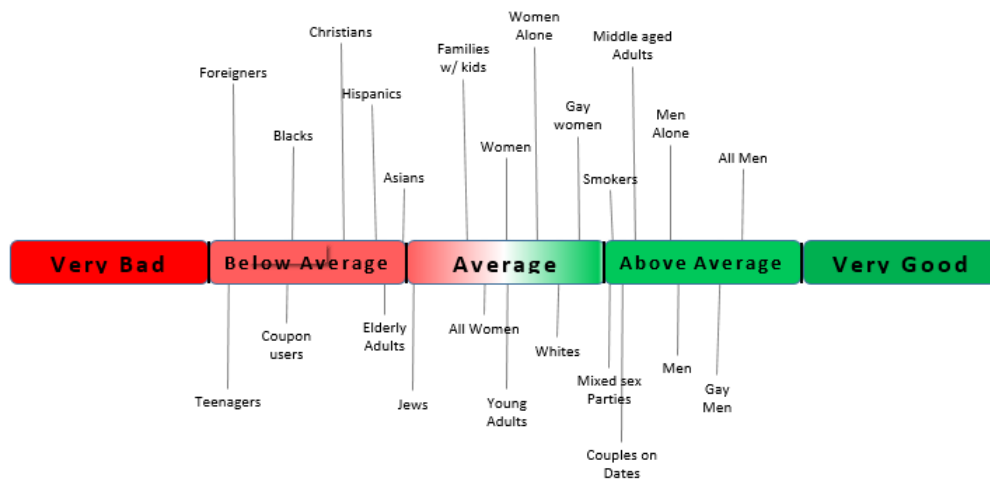 Women
Alone
Christians
Middle aged
Adults
Families
w/ kids
Foreigners
Hispanics
Gay
women
Men
Alone
Blacks
Women
All Men
Asians
Smokers
Very Bad
Below Average
Average
Above Average
Very Good
Coupon
users
Elderly
Adults
All Women
Whites
Men
Mixed sex
Parties
Gay
Men
Teenagers
Jews
Young
Adults
Couples on
Dates